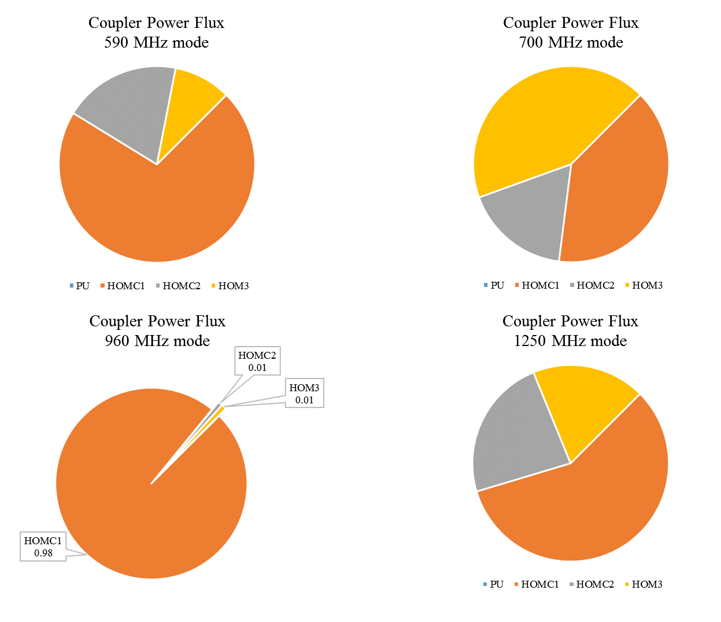 Coupler Power Flux
590 MHz mode
PU HOMC1 HOMC2 HOM3
Coupler Power Flux
700 MHz mode
PU HOMC1 HOMC2 HOM3
Coupler Power Flux
960 MHz mode
HOMC2
0.01
HOM3
0.01
HOMC1
0.98
Coupler Power Flux
1250 MHz mode
PU HOMC1 HOMC2 HOM3